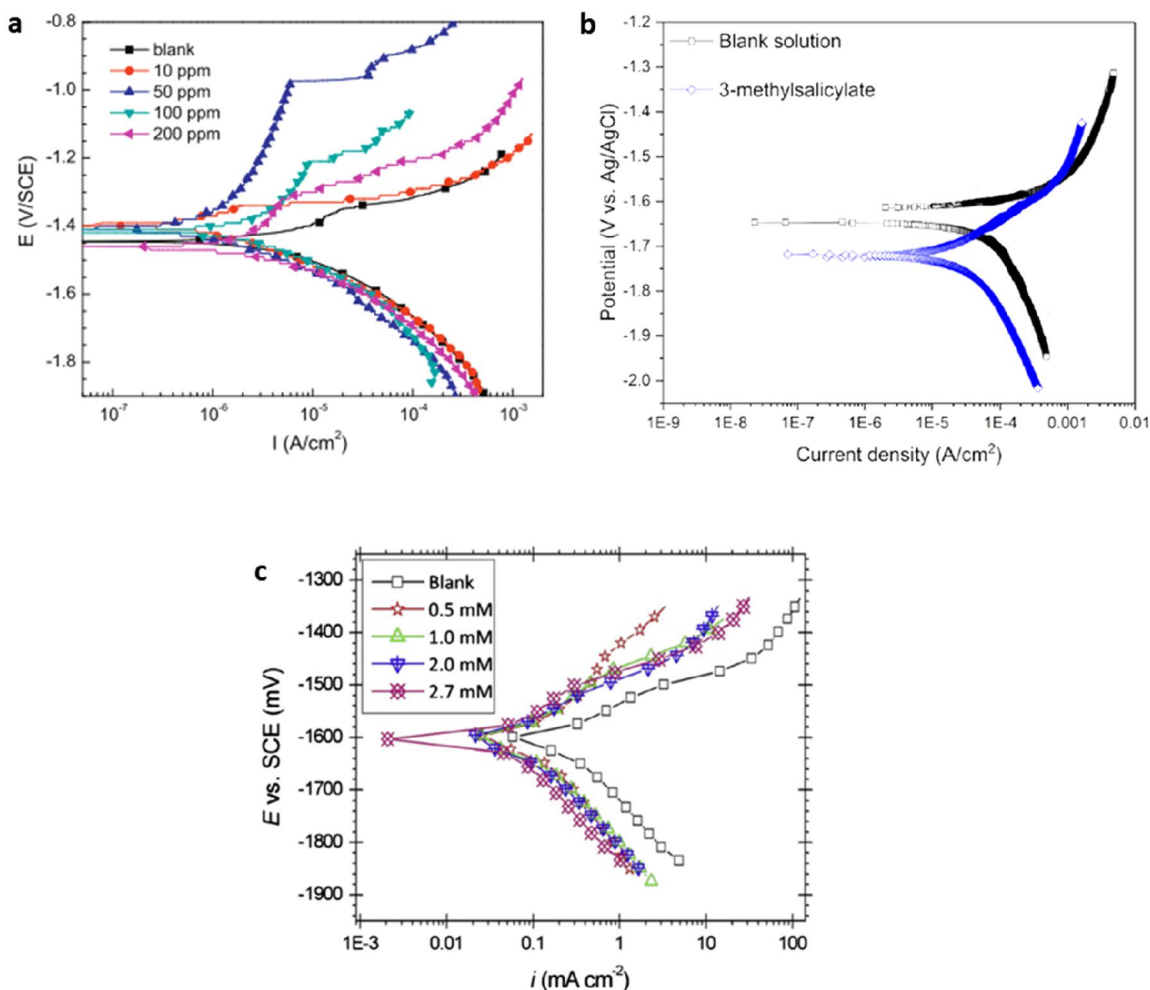 a
-0.8
-1.0
-1.2
-1.4
-1.6
-1.8
E (V/SCE)
blank
10 ppm
50 ppm
100 ppm
200 ppm
10⁻⁷
10⁻⁶
10⁻⁵
10⁻⁴
10⁻³
I (A/cm²)
b
-1.2
-1.3
-1.4
-1.5
-1.6
-1.7
-1.8
-1.9
-2.0
Potential (V vs. Ag/AgCl)
Blank solution
3-methylsalicylate
1E-9
1E-8
1E-7
1E-6
1E-5
1E-4
0.001
0.01
Current density (A/cm²)
c
-1300
-1400
-1500
-1600
-1700
-1800
-1900
E vs. SCE (mV)
Blank
0.5 mM
1.0 mM
2.0 mM
2.7 mM
1E-3
0.01
0.1
1
10
100
i (mA cm⁻²)